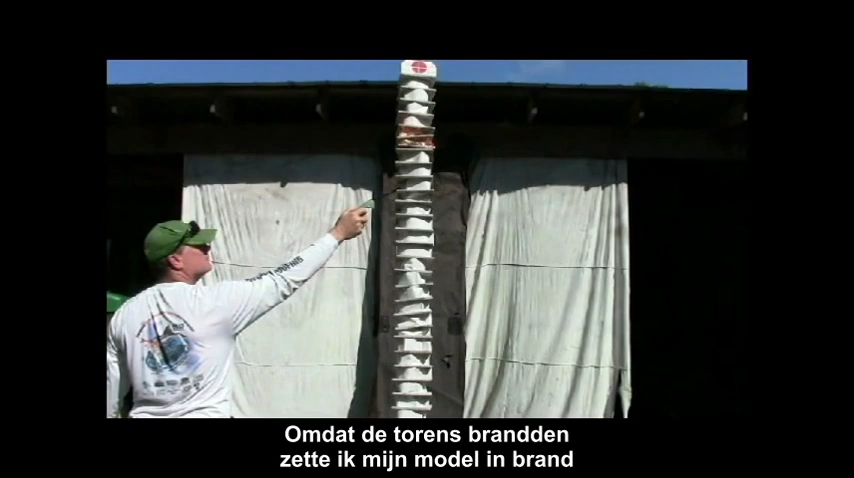 Omdat de torens brandden
zette ik mijn model in brand